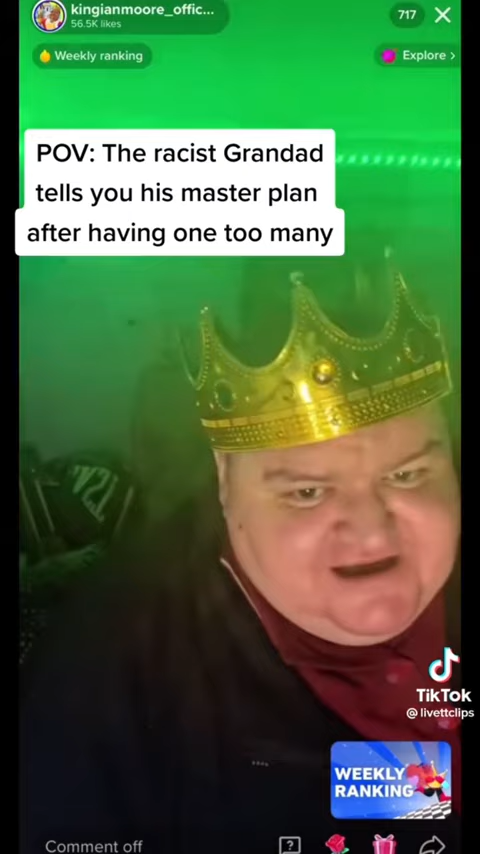 kingianmoore_offic...
56.5K likes
717
Weekly ranking
Explore >
POV: The racist Grandad
tells you his master plan
after having one too many
TikTok
@livettclips
WEEKLY
RANKING
Comment off
?